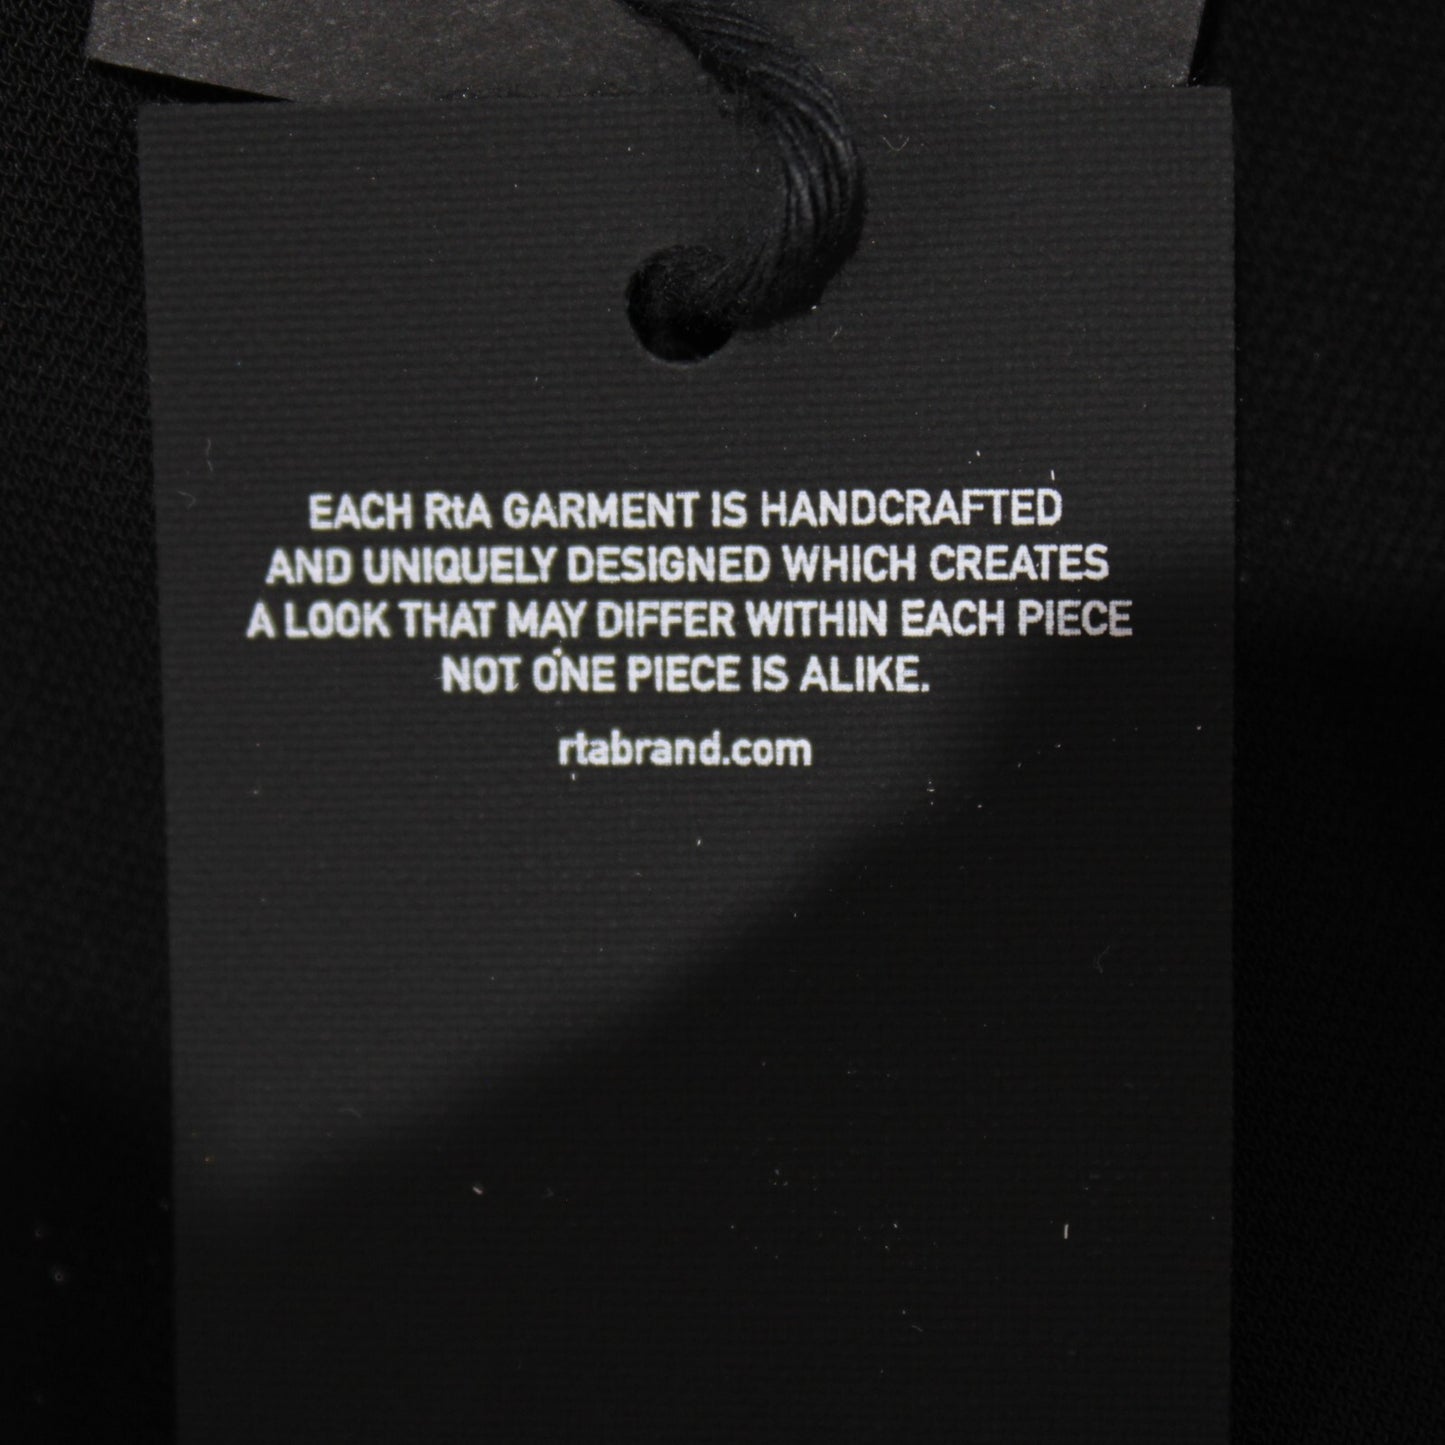 EACH RtA GARMENT IS HANDCRAFTED
AND UNIQUELY DESIGNED WHICH CREATES
A LOOK THAT MAY DIFFER WITHIN EACH PIECE
NOT ONE PIECE IS ALIKE.
rtabrand.com